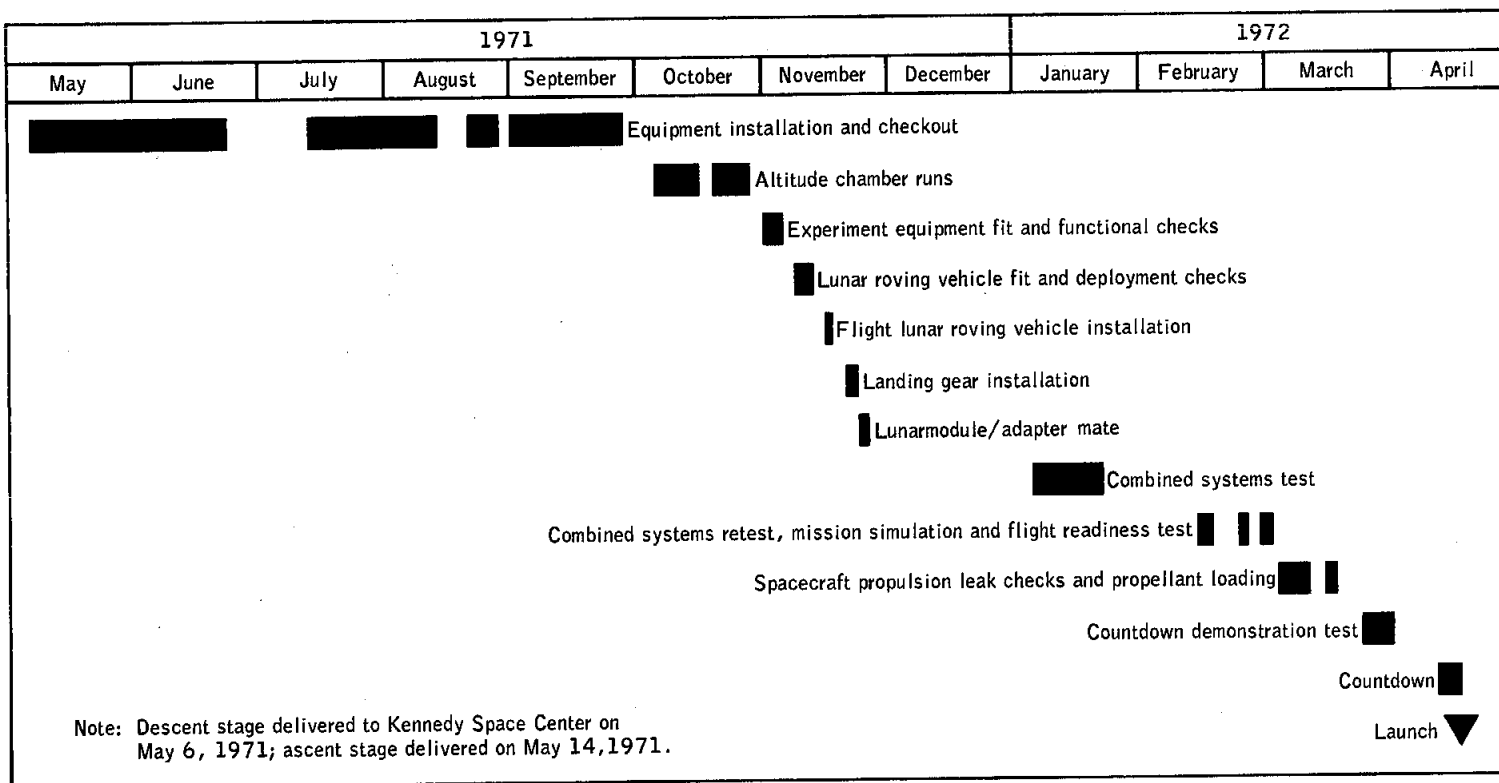 1971 1972
May June July August September October November December January February March April
Equipment installation and checkout
Altitude chamber runs
Experiment equipment fit and functional checks
Lunar roving vehicle fit and deployment checks
Flight lunar roving vehicle installation
Landing gear installation
Lunarmodule/adapter mate
Combined systems test
Combined systems retest, mission simulation and flight readiness test
Spacecraft propulsion leak checks and propellant loading
Countdown demonstration test
Countdown
Note: Descent stage delivered to Kennedy Space Center on
May 6, 1971; ascent stage delivered on May 14,1971.
Launch